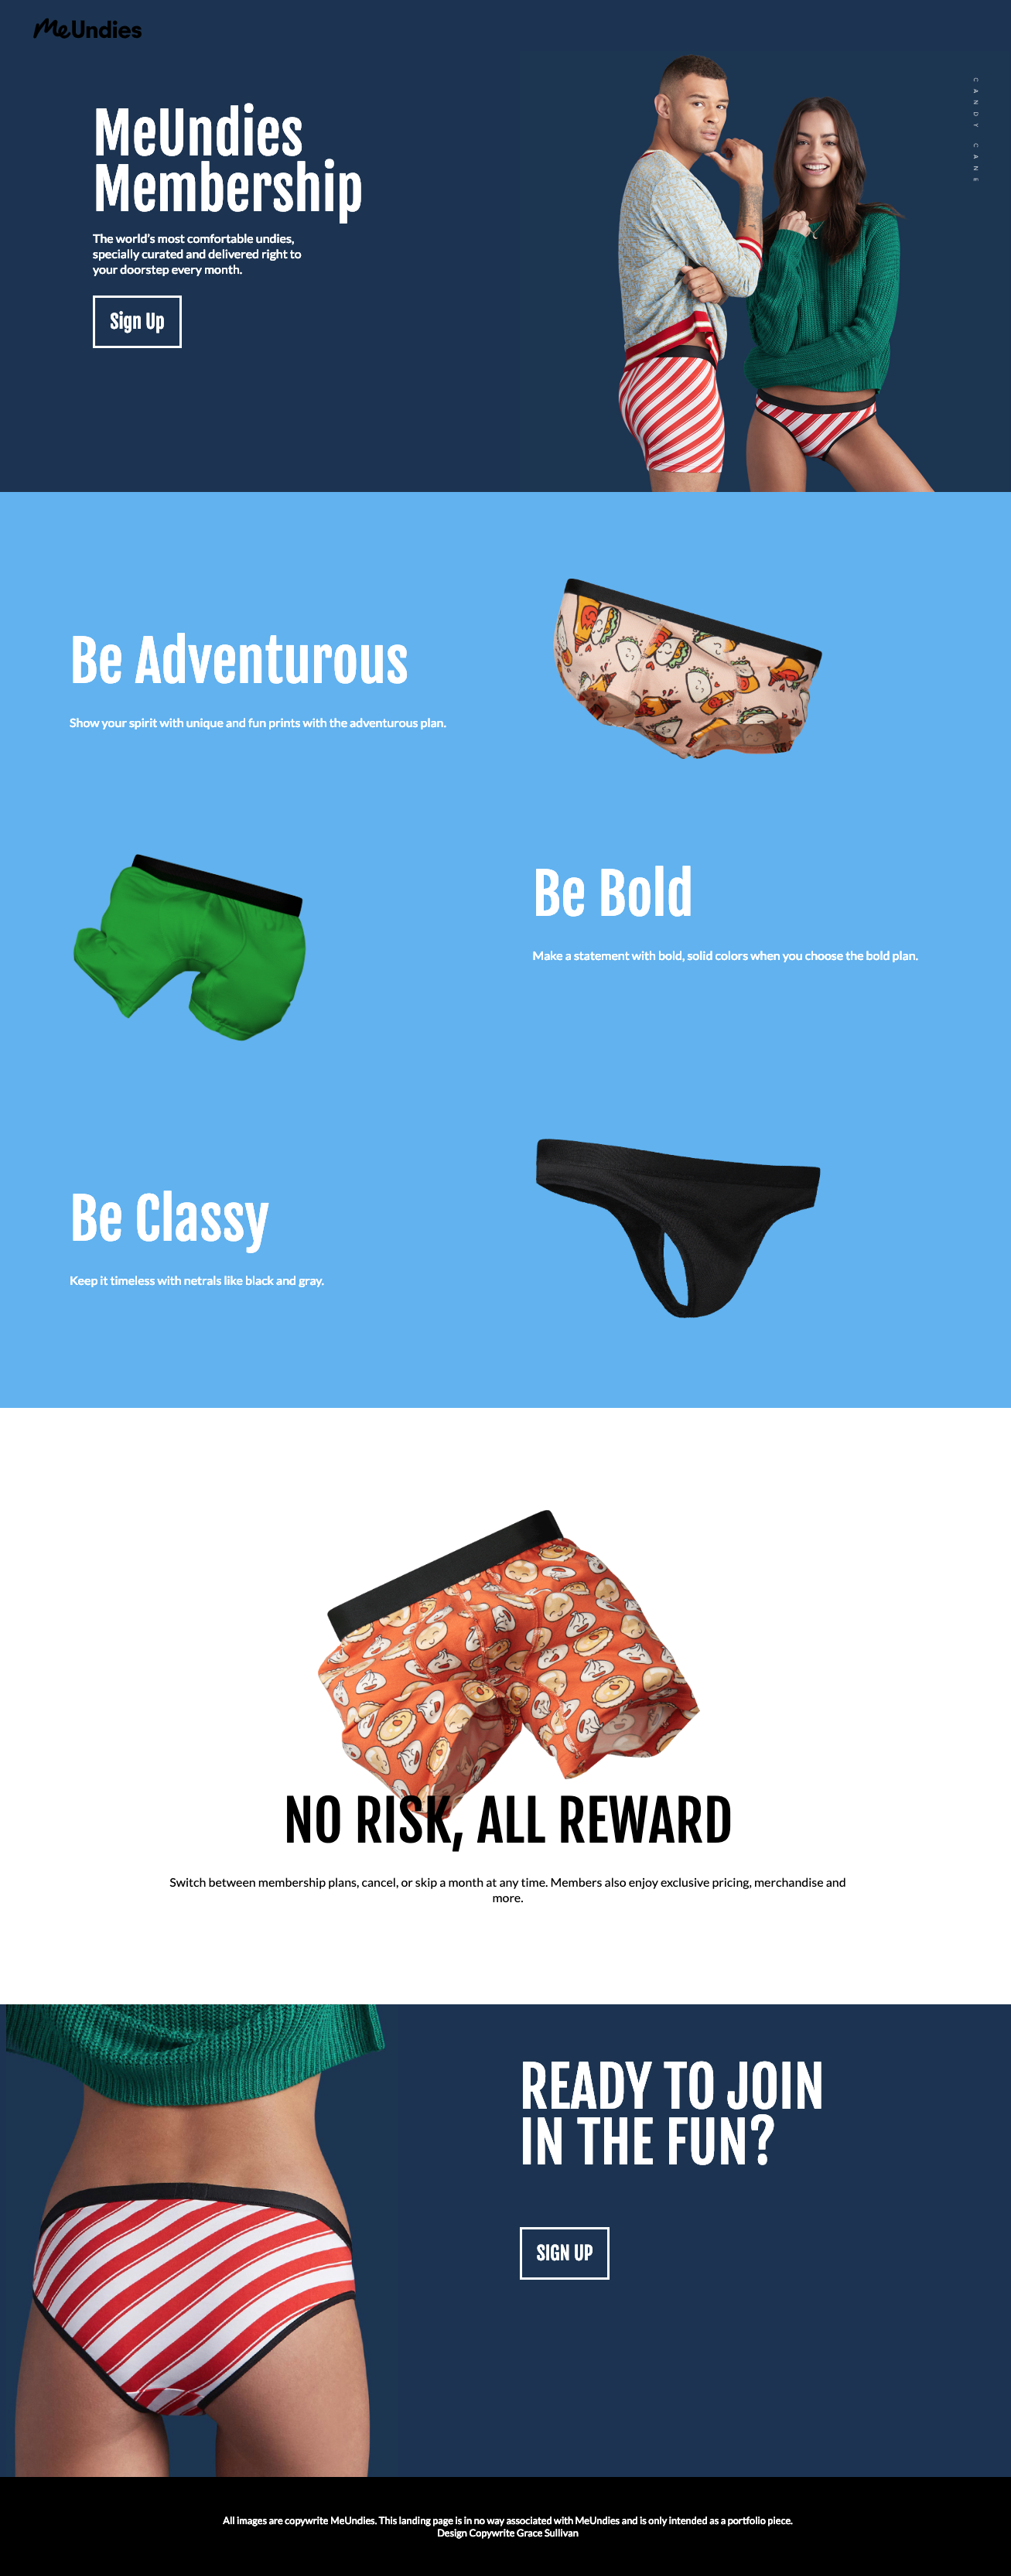 MeUndies
MeUndies
Membership
The world's most comfortable undies,
specially curated and delivered right to
your doorstep every month.
Sign Up
CANDY CANE
Be Adventurous
Show your spirit with unique and fun prints with the adventurous plan.
Be Bold
Make a statement with bold, solid colors when you choose the bold plan.
Be Classy
Keep it timeless with netrals like black and gray.
NO RISK, ALL REWARD
Switch between membership plans, cancel, or skip a month at any time. Members also enjoy exclusive pricing, merchandise and
more.
READY TO JOIN
IN THE FUN?
SIGN UP
All images are copywrite MeUndies. This landing page is in no way associated with MeUndies and is only intended as a portfolio piece.
Design Copywrite Grace Sullivan